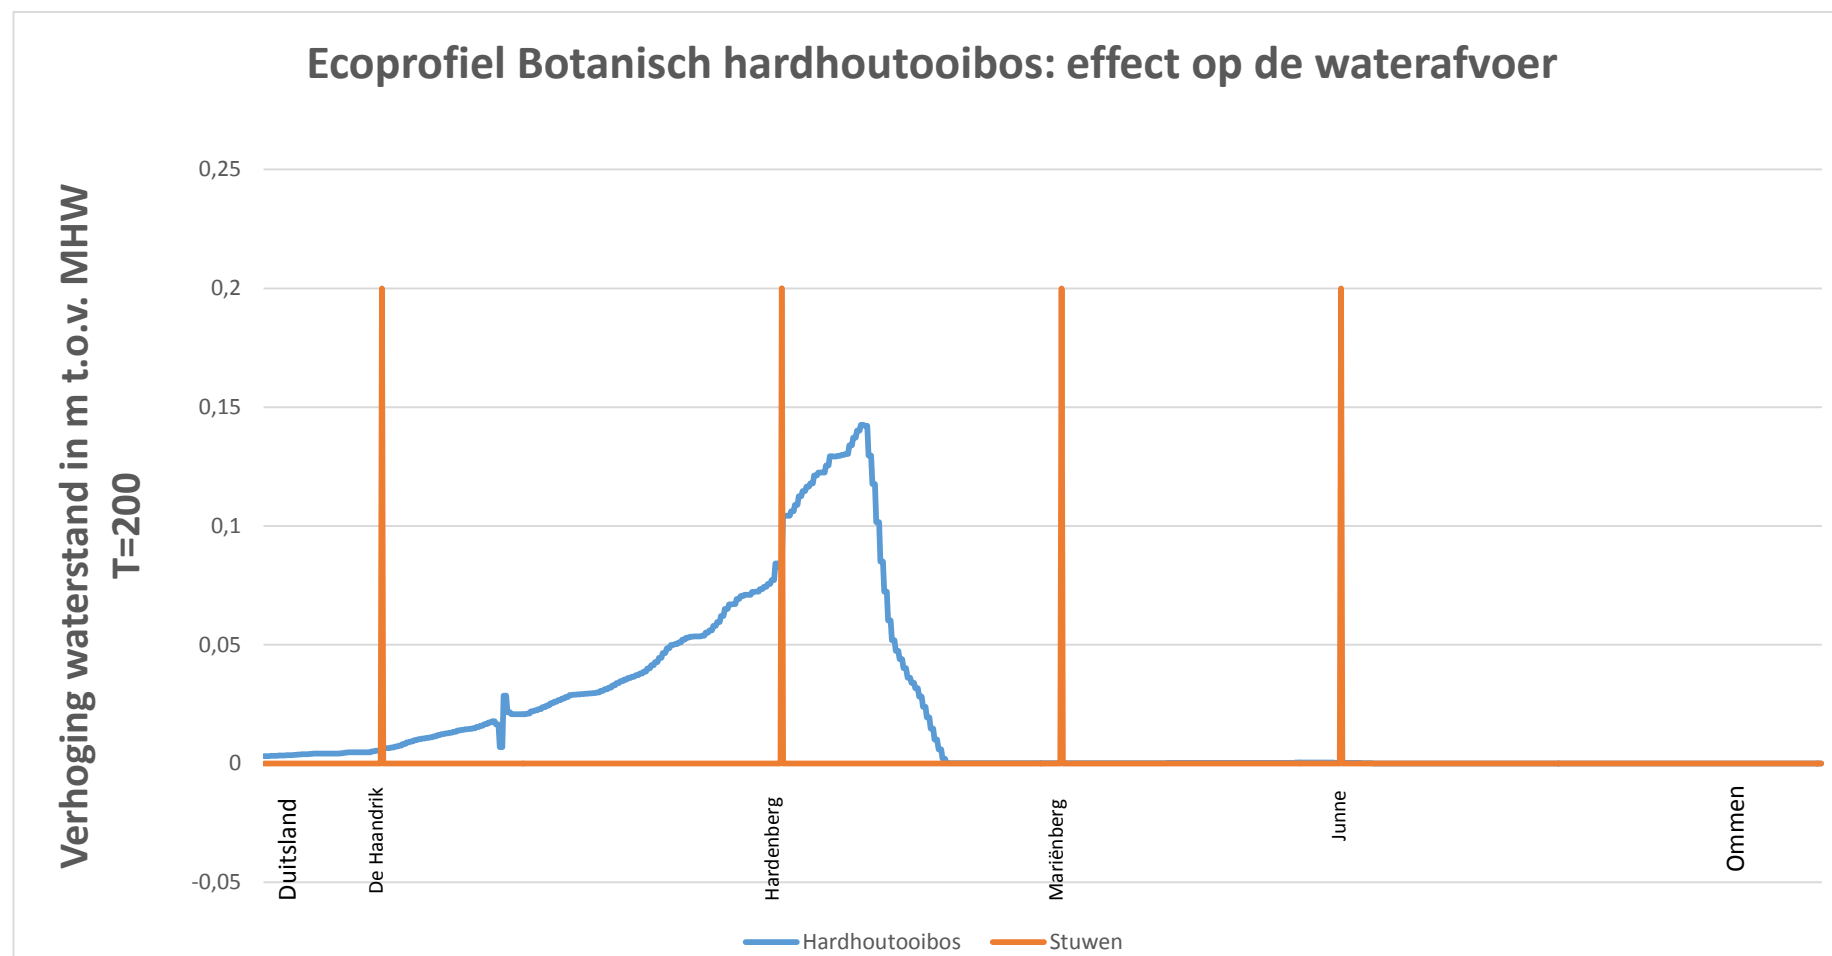 Ecoprofiel Botanisch hardhoutooibos: effect op de waterafvoer
Verhoging waterstand in m t.o.v. MHW
T=200
0,25
0,2
0,15
0,1
0,05
0
-0,05
Duitsland
De Haandrik
Hardenberg
Mariënberg
Junne
Ommen
Hardhoutooibos
Stuwen